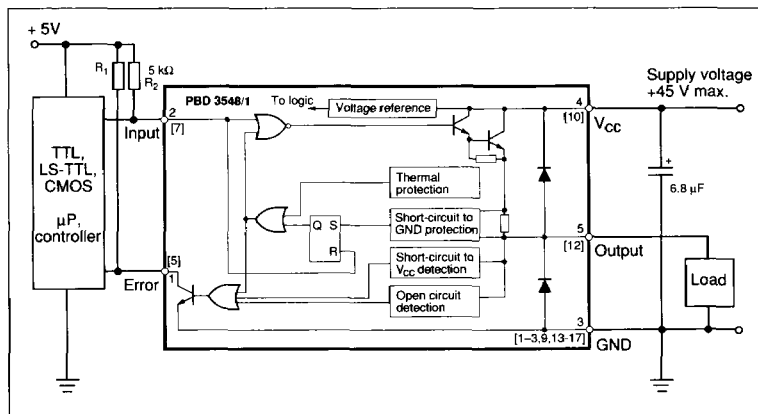 + 5V
R1
5 kΩ
R2
PBD 3548/1
To logic
Voltage reference
4
[10]
VCC
Supply voltage
+45 V max.
Input
2
[7]
TTL,
LS-TTL,
CMOS
µP,
controller
Thermal
protection
+
6.8 µF
Q S
R
Short-circuit to
GND protection
5
[12]
Output
Short-circuit to
VCC detection
[5]
1
Error
Open circuit
detection
Load
3
[1–3,9,13-17]
GND